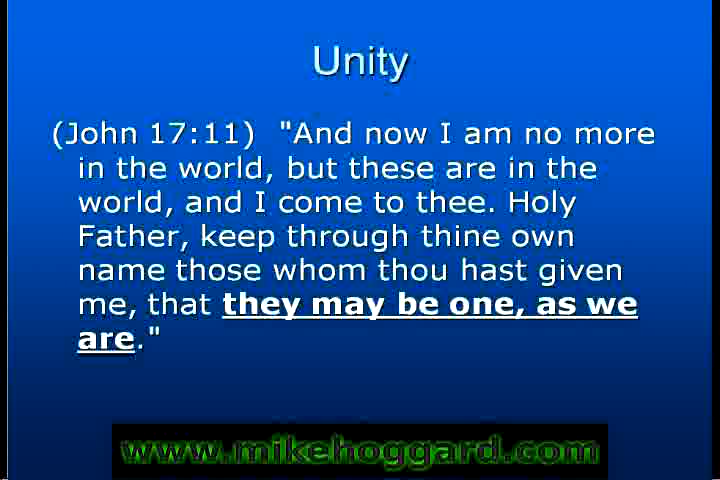 Unity
(John 17:11)  "And now I am no more
in the world, but these are in the
world, and I come to thee. Holy
Father, keep through thine own
name those whom thou hast given
me, that they may be one, as we
are."
www.mikehoggard.com